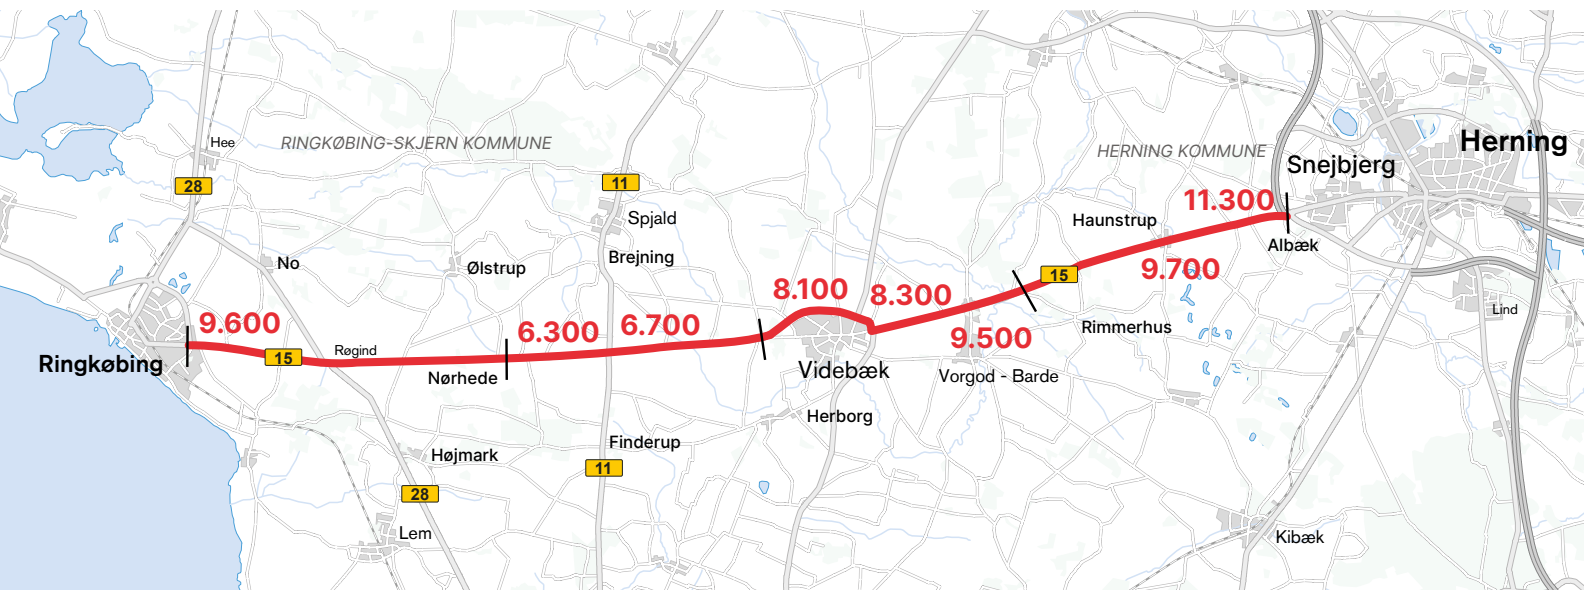 Hee
RINGKØBING-SKJERN KOMMUNE
HERNING KOMMUNE
Herning
Snejbjerg
28
11
11.300
Spjald
Haunstrup
Albæk
No
Ølstrup
Brejning
9.700
15
8.100
8.300
Lind
9.600
6.300
6.700
9.500
Rimmerhus
15
Røgind
Ringkøbing
Nørhede
Videbæk
Vorgod - Barde
Herborg
Højmark
Finderup
11
28
Lem
Kibæk